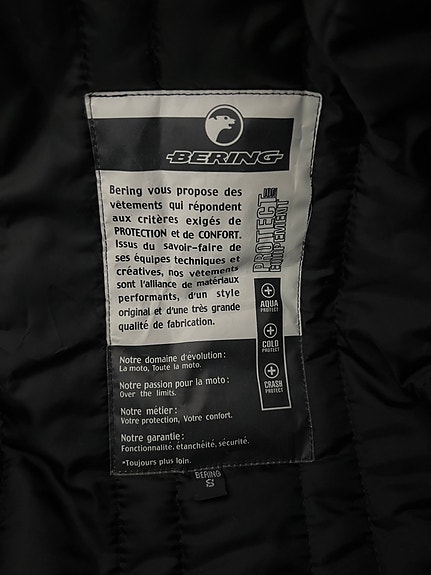 BERING
Bering vous propose des
vêtements qui répondent
aux critères exigés de
PROTECTION et de CONFORT.
Issus du savoir-faire de
ses équipes techniques et
créatives, nos vêtements
sont l'alliance de matériaux
performants, d'un style
original et d'une très grande
qualité de fabrication.
PROTECT
EQUIPEMENT
AQUA
PROTECT
COLD
PROTECT
CRASH
PROTECT
Notre domaine d'évolution :
La moto, Toute la moto.
Notre passion pour la moto :
Over the limits.
Notre métier :
Votre protection, Votre confort.
Notre garantie :
Fonctionnalité, étanchéité, sécurité.
*Toujours plus loin.
BERING
S